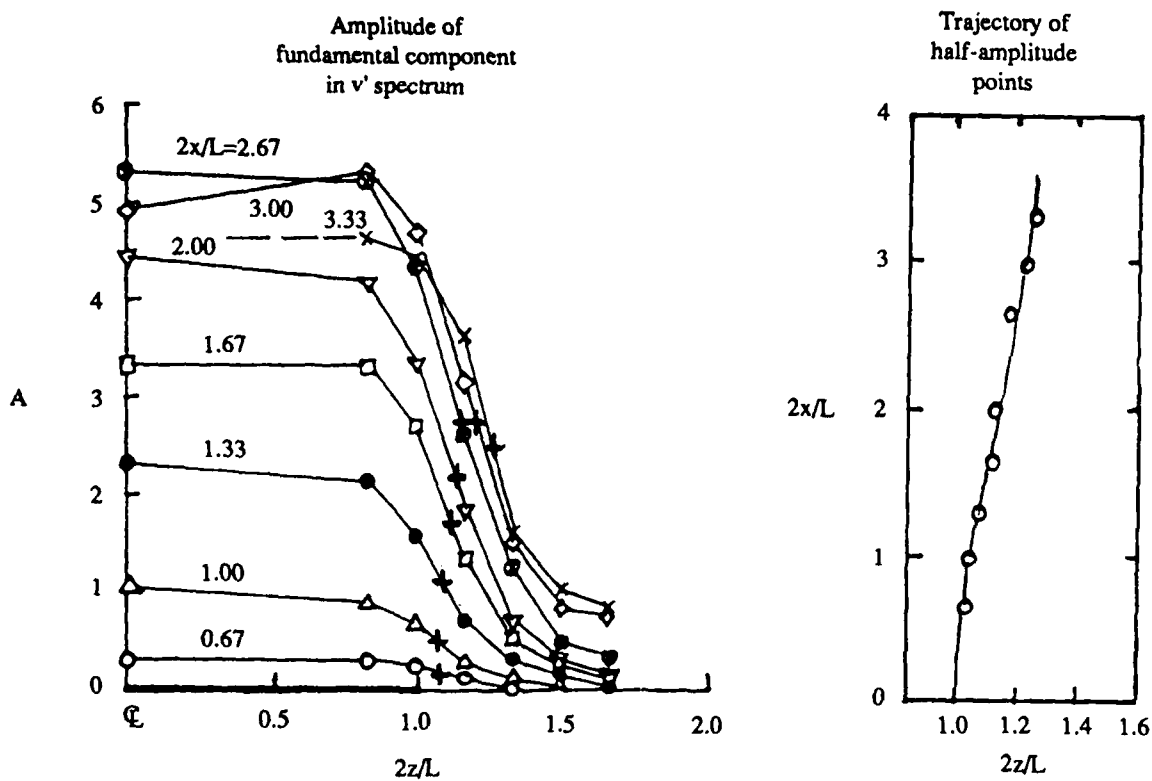 Amplitude of
fundamental component
in v' spectrum
6
5
4
3
2
1
0
A
2x/L=2.67
3.00
3.33
2.00
1.67
1.33
1.00
0.67
℄
0.5
1.0
1.5
2.0
2z/L
Trajectory of
half-amplitude
points
4
3
2
1
0
2x/L
1.0
1.2
1.4
1.6
2z/L